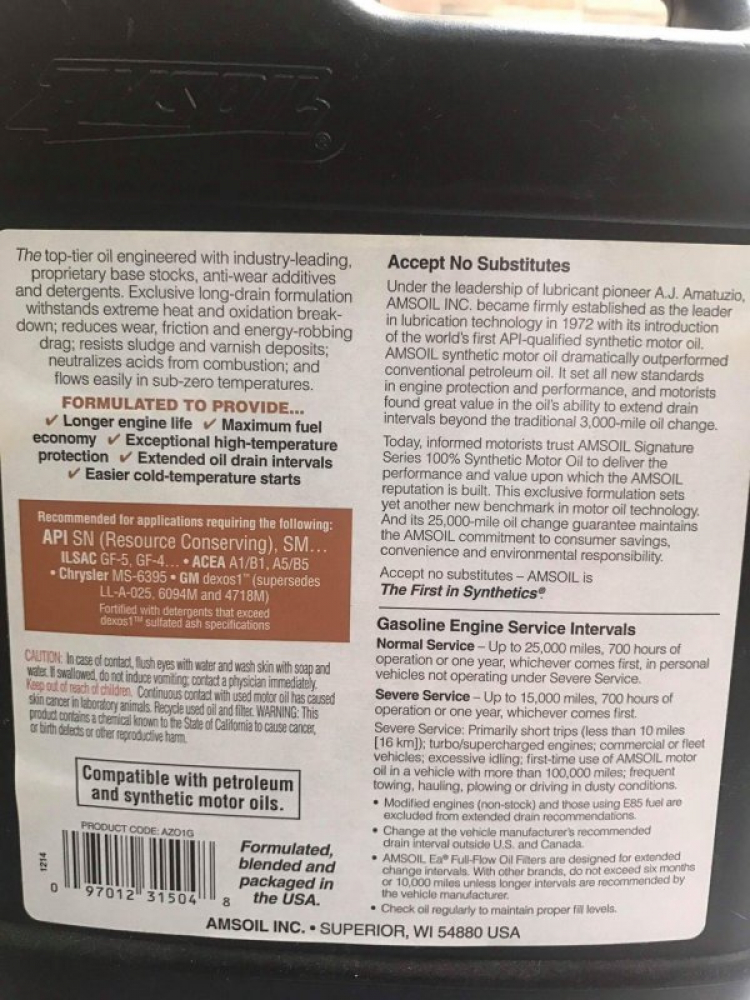 AMSOIL
®
The top-tier oil engineered with industry-leading,
proprietary base stocks, anti-wear additives
and detergents. Exclusive long-drain formulation
withstands extreme heat and oxidation break-
down; reduces wear, friction and energy-robbing
drag; resists sludge and varnish deposits;
neutralizes acids from combustion; and
flows easily in sub-zero temperatures.
FORMULATED TO PROVIDE...
✓ Longer engine life ✓ Maximum fuel
economy ✓ Exceptional high-temperature
protection ✓ Extended oil drain intervals
✓ Easier cold-temperature starts
Recommended for applications requiring the following:
API SN (Resource Conserving), SM...
ILSAC GF-5, GF-4... • ACEA A1/B1, A5/B5
• Chrysler MS-6395 • GM dexos1™ (supersedes
LL-A-025, 6094M and 4718M)
Fortified with detergents that exceed
dexos1™ sulfated ash specifications
CAUTION: In case of contact, flush eyes with water and wash skin with soap and
water. If swallowed, do not induce vomiting; contact a physician immediately.
Keep out of reach of children. Continuous contact with used motor oil has caused
skin cancer in laboratory animals. Recycle used oil and filter. WARNING: This
product contains a chemical known to the State of California to cause cancer,
or birth defects or other reproductive harm.
Compatible with petroleum
and synthetic motor oils.
PRODUCT CODE: AZO1G
1214
0 97012 31504 8
Formulated,
blended and
packaged in
the USA.
Accept No Substitutes
Under the leadership of lubricant pioneer A.J. Amatuzio,
AMSOIL INC. became firmly established as the leader
in lubrication technology in 1972 with its introduction
of the world's first API-qualified synthetic motor oil.
AMSOIL synthetic motor oil dramatically outperformed
conventional petroleum oil. It set all new standards
in engine protection and performance, and motorists
found great value in the oil's ability to extend drain
intervals beyond the traditional 3,000-mile oil change.
Today, informed motorists trust AMSOIL Signature
Series 100% Synthetic Motor Oil to deliver the
performance and value upon which the AMSOIL
reputation is built. This exclusive formulation sets
yet another new benchmark in motor oil technology.
And its 25,000-mile oil change guarantee maintains
the AMSOIL commitment to consumer savings,
convenience and environmental responsibility.
Accept no substitutes – AMSOIL is
The First in Synthetics®
Gasoline Engine Service Intervals
Normal Service – Up to 25,000 miles, 700 hours of
operation or one year, whichever comes first, in personal
vehicles not operating under Severe Service.
Severe Service – Up to 15,000 miles, 700 hours of
operation or one year, whichever comes first.
Severe Service: Primarily short trips (less than 10 miles
[16 km]); turbo/supercharged engines; commercial or fleet
vehicles; excessive idling; first-time use of AMSOIL motor
oil in a vehicle with more than 100,000 miles; frequent
towing, hauling, plowing or driving in dusty conditions.
• Modified engines (non-stock) and those using E85 fuel are
excluded from extended drain recommendations.
• Change at the vehicle manufacturer's recommended
drain interval outside U.S. and Canada.
• AMSOIL Ea® Full-Flow Oil Filters are designed for extended
change intervals. With other brands, do not exceed six months
or 10,000 miles unless longer intervals are recommended by
the vehicle manufacturer.
• Check oil regularly to maintain proper fill levels.
AMSOIL INC. • SUPERIOR, WI 54880 USA